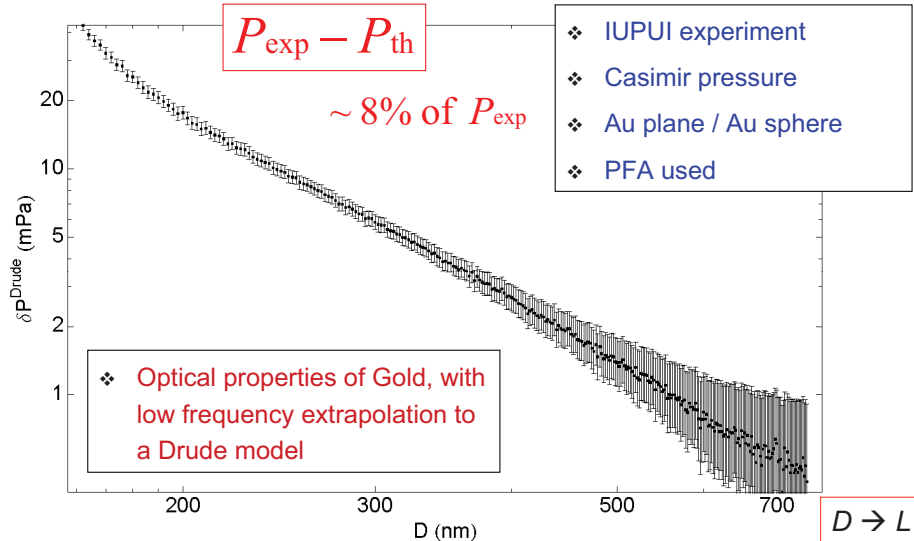 P_exp – P_th
~ 8% of P_exp
❖ IUPUI experiment
❖ Casimir pressure
❖ Au plane / Au sphere
❖ PFA used
20
10
5
2
1
δP^Drude (mPa)
❖ Optical properties of Gold, with
low frequency extrapolation to
a Drude model
200
300
500
700
D (nm)
D → L